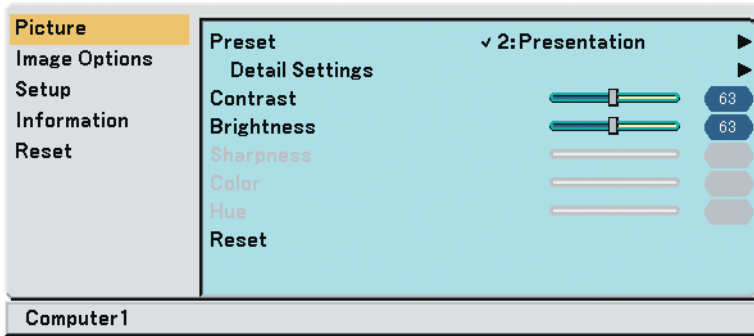 Picture
Image Options
Setup
Information
Reset
Preset ✓ 2:Presentation ▶
Detail Settings ▶
Contrast 63
Brightness 63
Sharpness
Color
Hue
Reset
Computer1